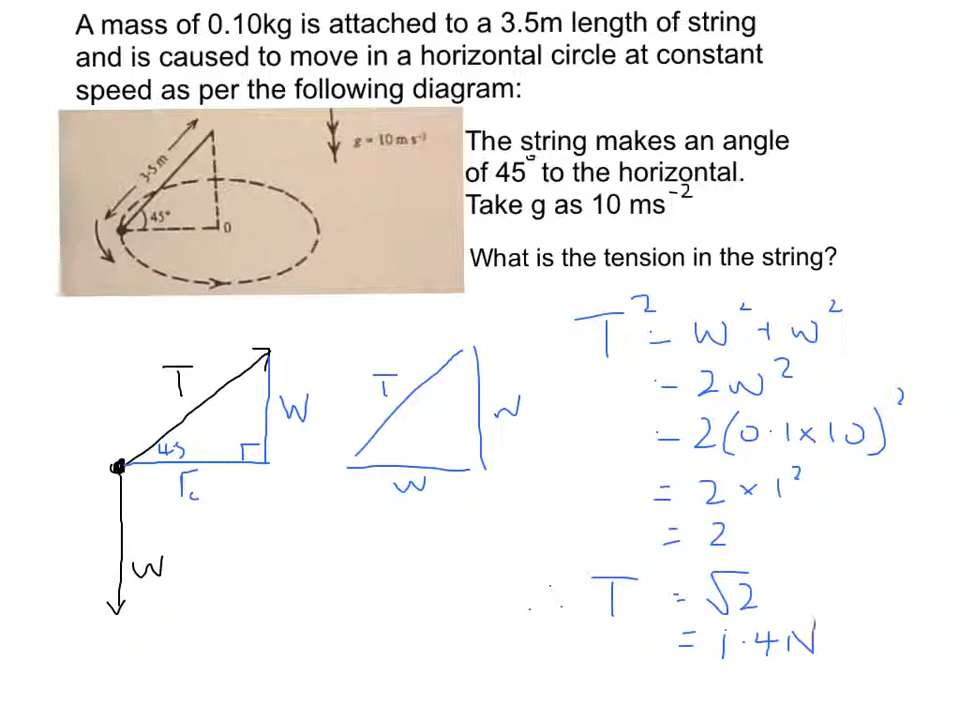 A mass of 0.10kg is attached to a 3.5m length of string
and is caused to move in a horizontal circle at constant
speed as per the following diagram:
3·5 m
g = 10 m s⁻²
45°
O
The string makes an angle
of 45° to the horizontal.
Take g as 10 ms⁻²
What is the tension in the string?
T² = W² + W²
= 2W²
= 2(0.1×10)²
= 2 × 1²
= 2
∴ T = √2
= 1.4N
T
W
45
W
T
W
W